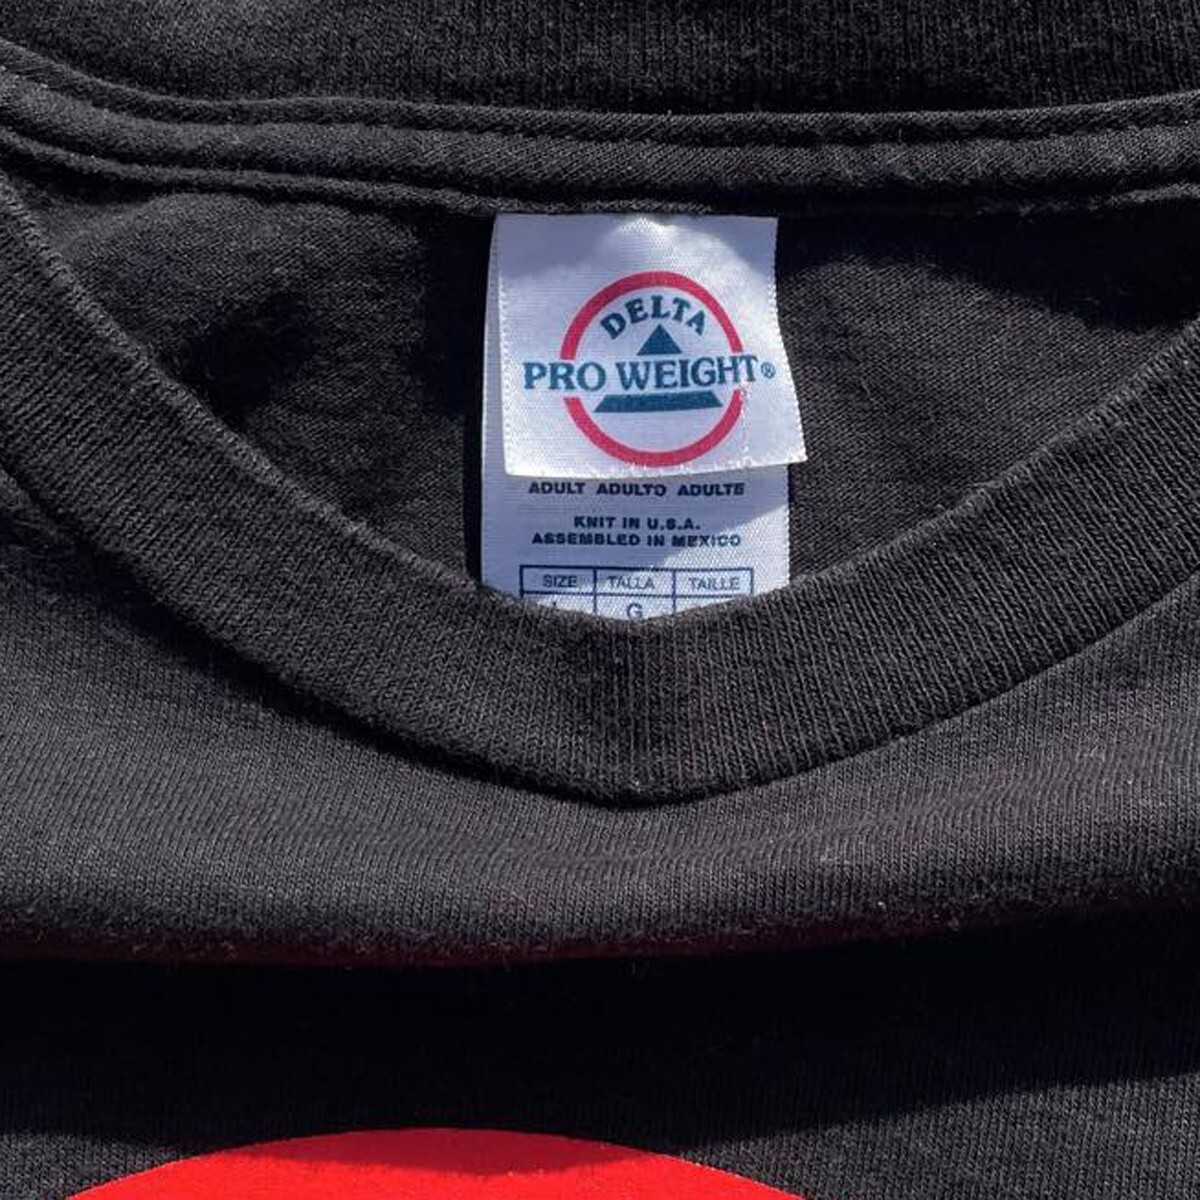 DELTA
PRO WEIGHT®
ADULT ADULTO ADULTE
KNIT IN U.S.A.
ASSEMBLED IN MEXICO
SIZE TALLA TAILLE
G